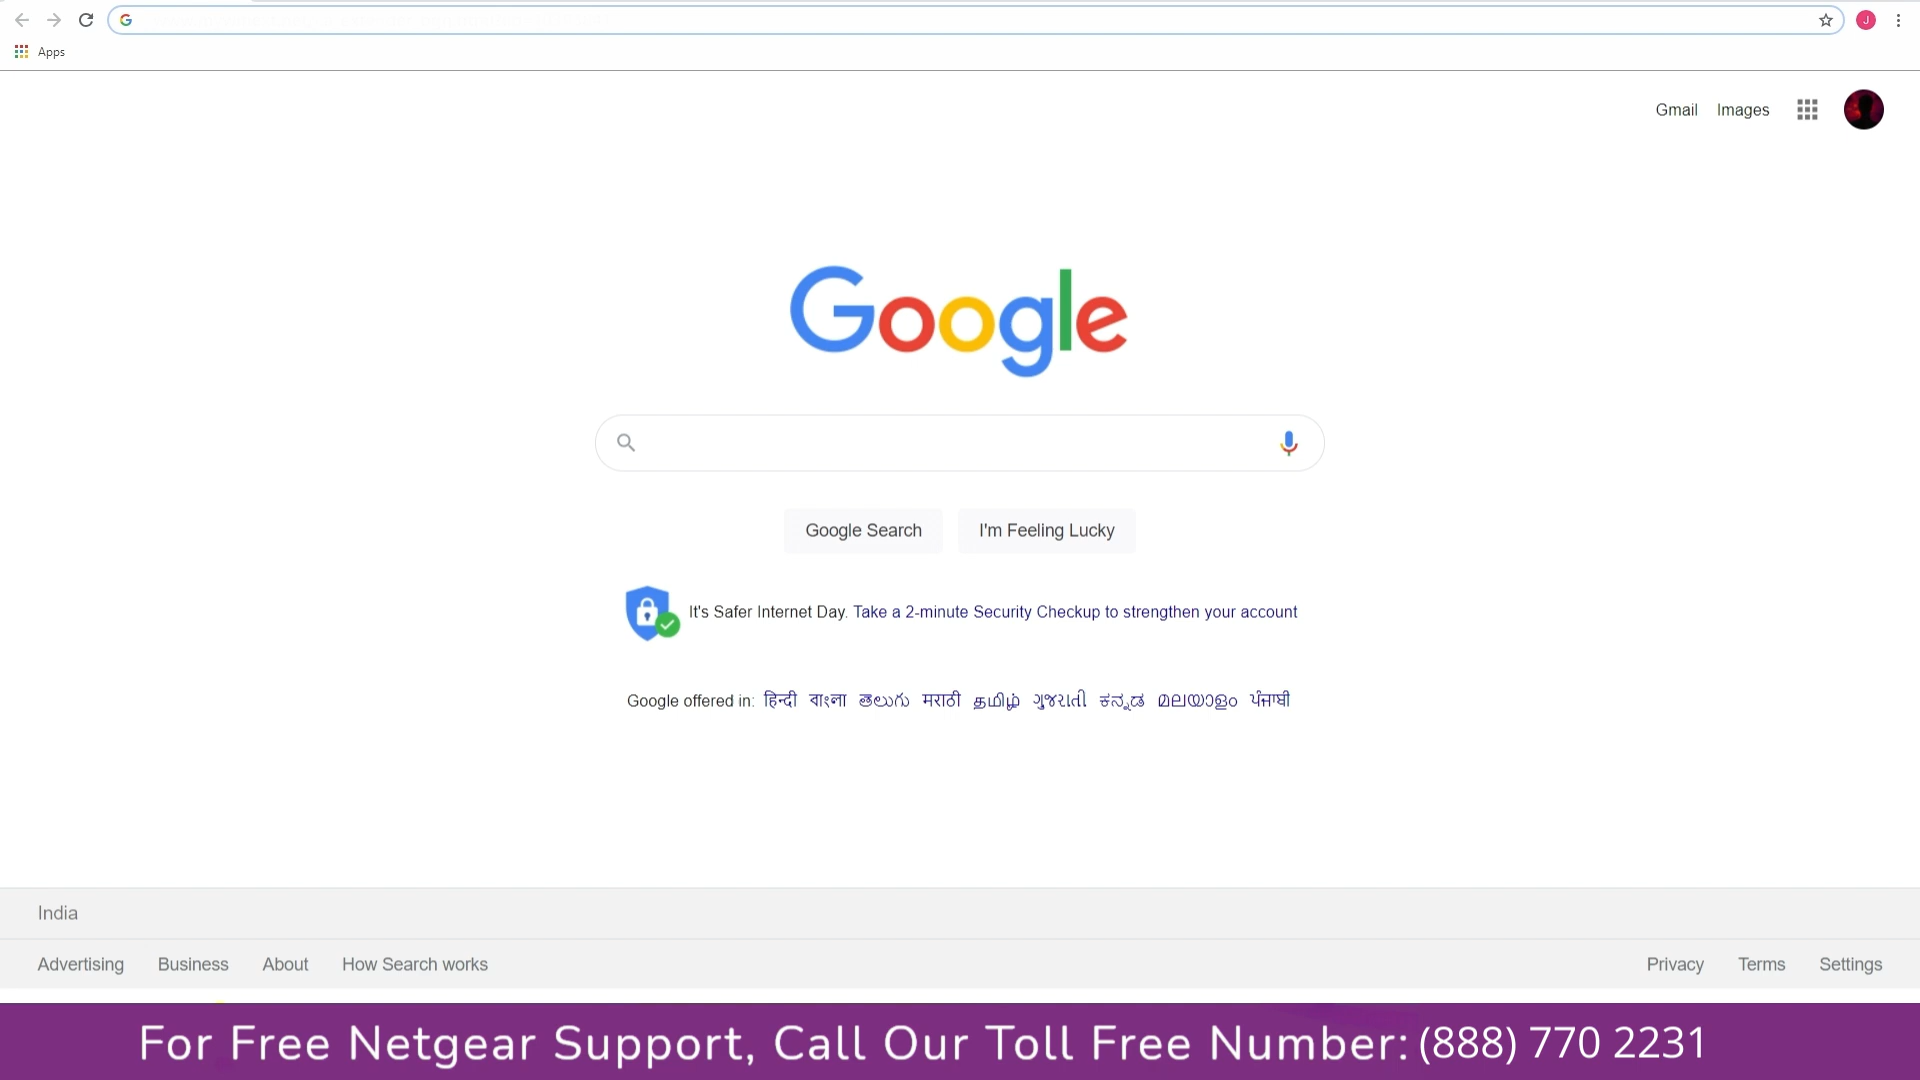 J
Apps
Gmail Images
Google
Google Search I'm Feeling Lucky
It's Safer Internet Day. Take a 2-minute Security Checkup to strengthen your account
Google offered in: हिन्दी বাংলা తెలుగు मराठी தமிழ் ગુજરાતી ಕನ್ನಡ മലയാളം ਪੰਜਾਬੀ
India
Advertising Business About How Search works Privacy Terms Settings
For Free Netgear Support, Call Our Toll Free Number: (888) 770 2231